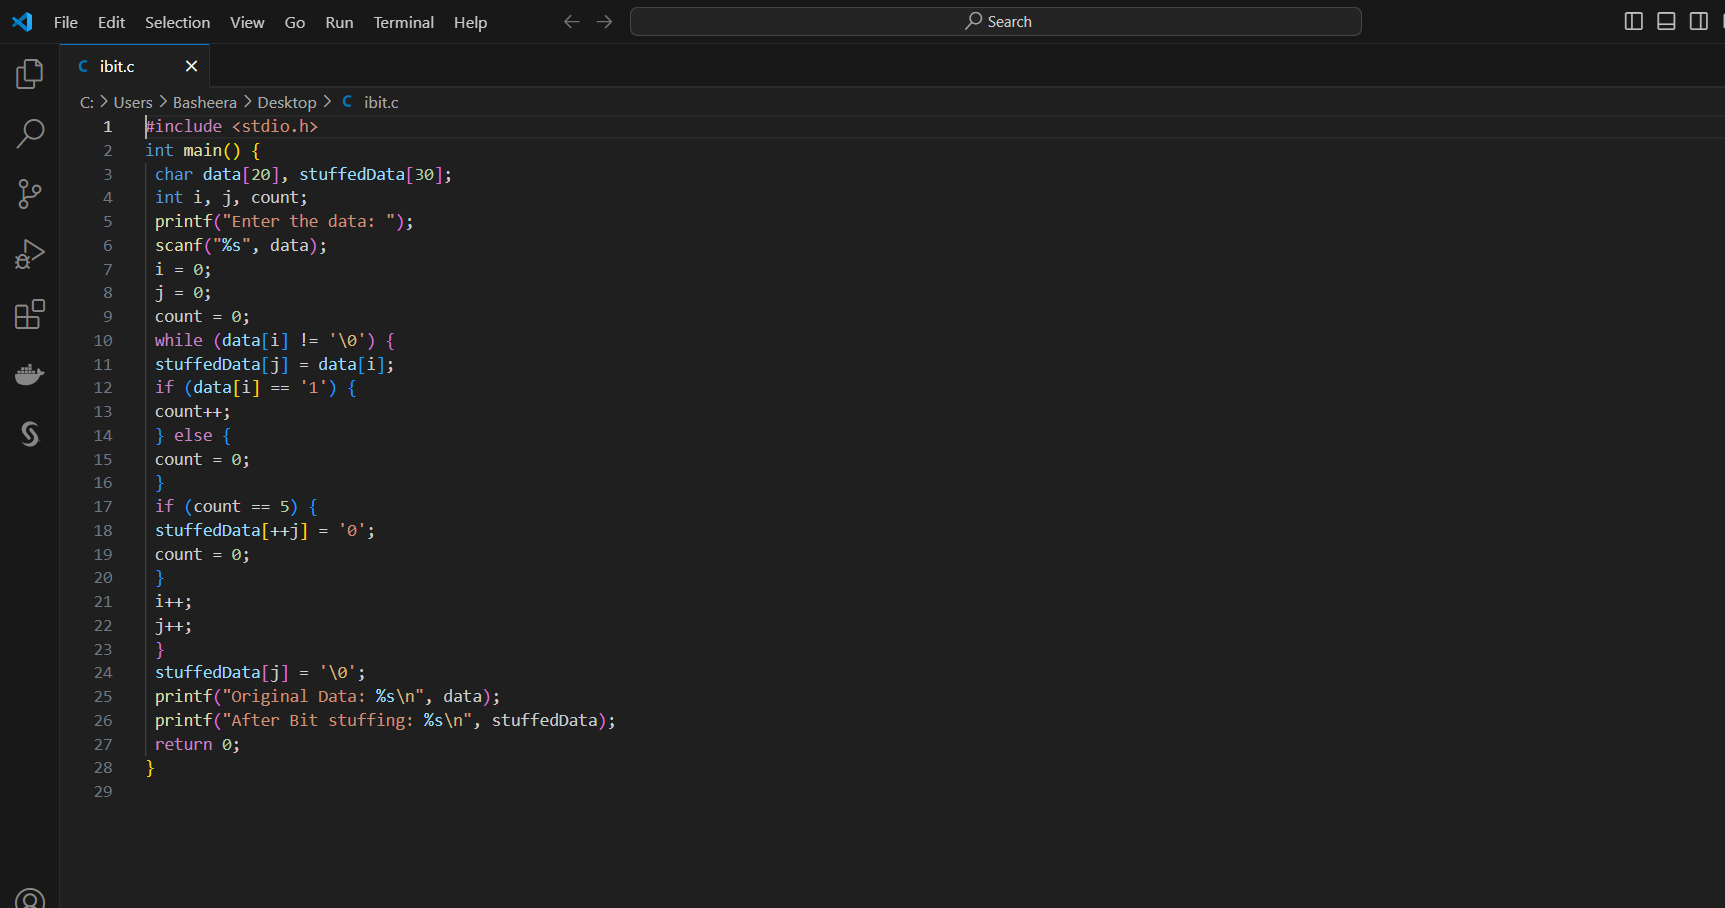 File Edit Selection View Go Run Terminal Help Search
C ibit.c
C: > Users > Basheera > Desktop > C ibit.c
1 #include <stdio.h>
2 int main() {
3 char data[20], stuffedData[30];
4 int i, j, count;
5 printf("Enter the data: ");
6 scanf("%s", data);
7 i = 0;
8 j = 0;
9 count = 0;
10 while (data[i] != '\0') {
11 stuffedData[j] = data[i];
12 if (data[i] == '1') {
13 count++;
14 } else {
15 count = 0;
16 }
17 if (count == 5) {
18 stuffedData[++j] = '0';
19 count = 0;
20 }
21 i++;
22 j++;
23 }
24 stuffedData[j] = '\0';
25 printf("Original Data: %s\n", data);
26 printf("After Bit stuffing: %s\n", stuffedData);
27 return 0;
28 }
29